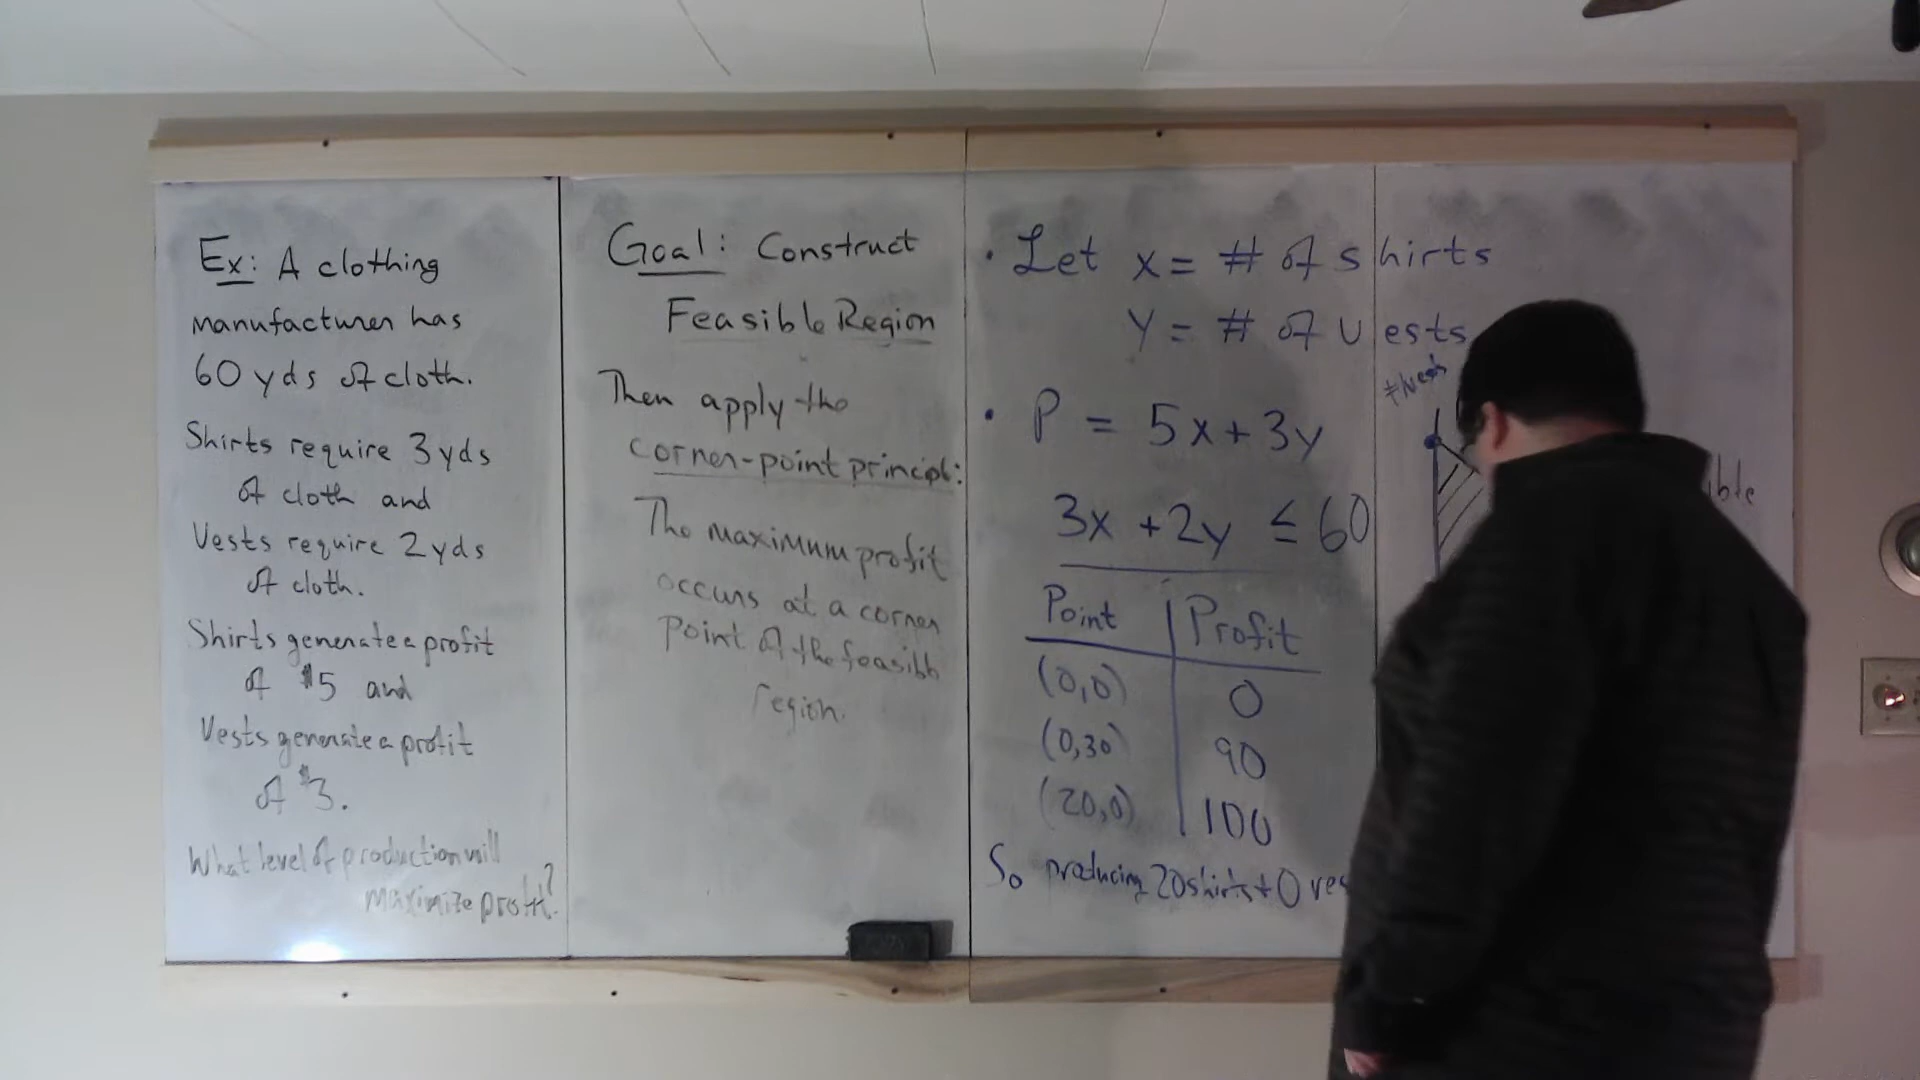 Ex: A clothing
manufacturer has
60 yds of cloth.
Shirts require 3 yds
of cloth and
Vests require 2 yds
of cloth.
Shirts generate a profit
of $5 and
Vests generate a profit
of $3.
What level of production will
maximize profit?
Goal: Construct
Feasible Region
Then apply the
corner-point principle:
The maximum profit
occurs at a corner
point of the feasible
region.
• Let x = # of shirts
y = # of vests
• P = 5x + 3y
3x + 2y ≤ 60
Point | Profit
(0,0) 0
(0,30) 90
(20,0) 100
So producing 20 shirts + 0 ves
# Vests
ible